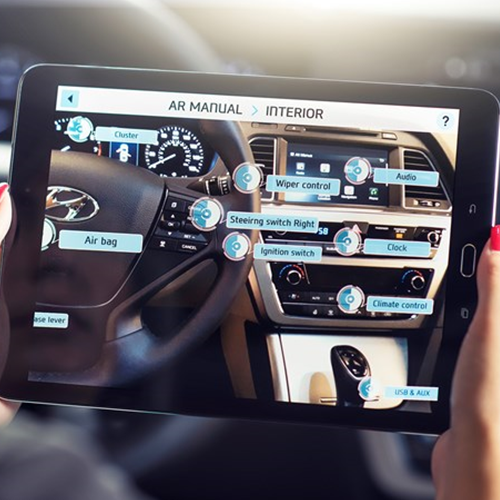 AR MANUAL > INTERIOR
?
Cluster
Audio
Wiper control
Steeirng switch Right
Air bag
Ignition switch
Clock
CANCEL
Climate control
ase lever
USB & AUX